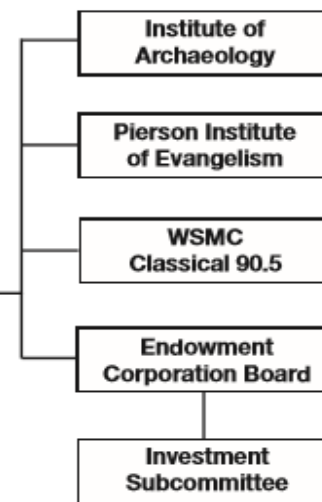 Institute of
Archaeology
Pierson Institute
of Evangelism
WSMC
Classical 90.5
Endowment
Corporation Board
Investment
Subcommittee